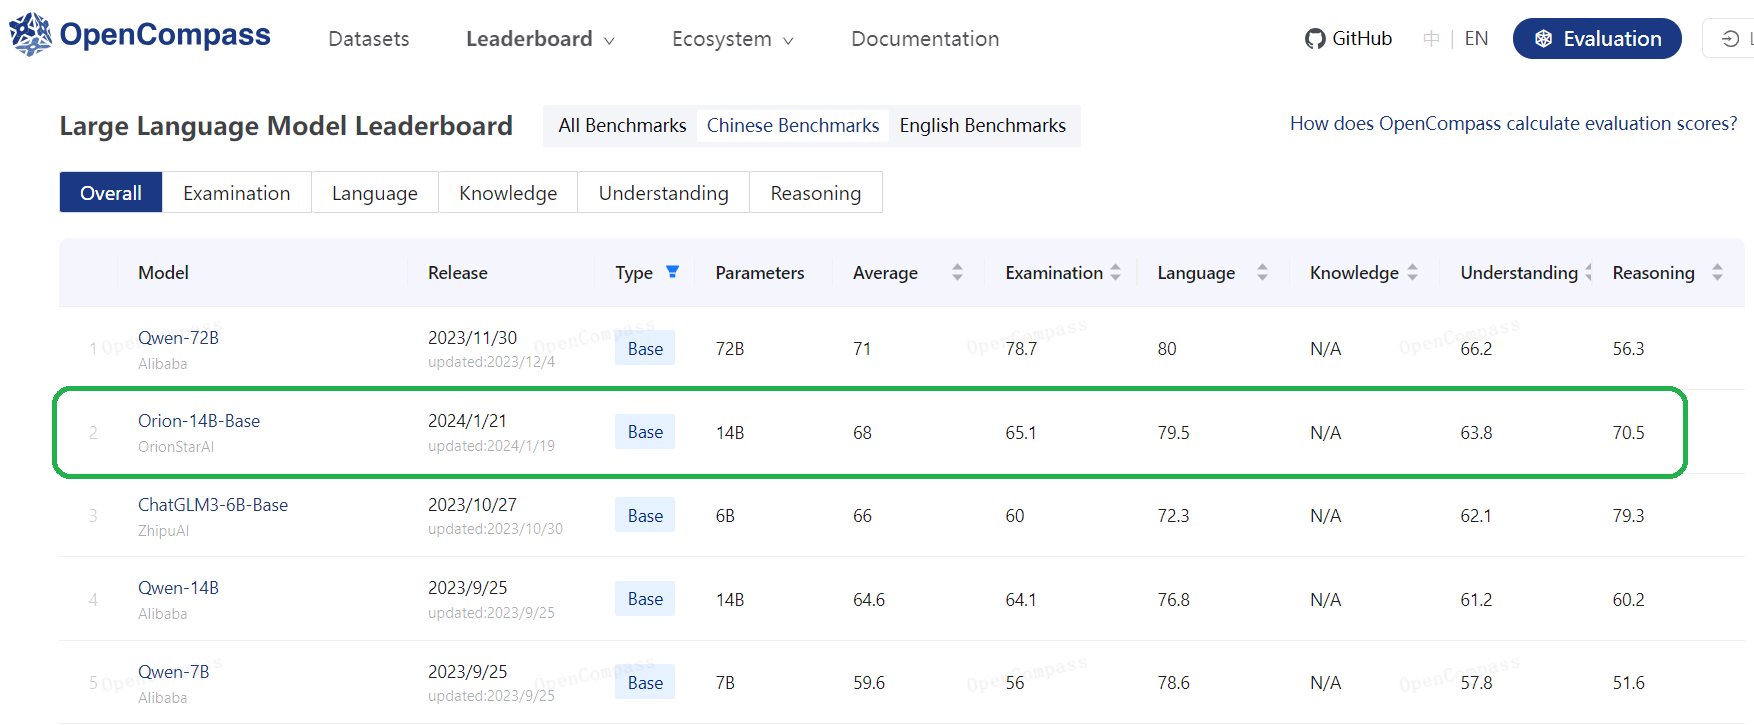 OpenCompass Datasets Leaderboard Ecosystem Documentation GitHub 中 | EN Evaluation
Large Language Model Leaderboard All Benchmarks Chinese Benchmarks English Benchmarks How does OpenCompass calculate evaluation scores?
Overall Examination Language Knowledge Understanding Reasoning
Model Release Type Parameters Average Examination Language Knowledge Understanding Reasoning
OpenCompass OpenCompass OpenCompass OpenCompass
1 Qwen-72B 2023/11/30 Base 72B 71 78.7 80 N/A 66.2 56.3
Alibaba updated:2023/12/4
2 Orion-14B-Base 2024/1/21 Base 14B 68 65.1 79.5 N/A 63.8 70.5
OrionStarAI updated:2024/1/19
3 ChatGLM3-6B-Base 2023/10/27 Base 6B 66 60 72.3 N/A 62.1 79.3
ZhipuAI updated:2023/10/30
4 Qwen-14B 2023/9/25 Base 14B 64.6 64.1 76.8 N/A 61.2 60.2
Alibaba updated:2023/9/25
OpenCompass OpenCompass OpenCompass OpenCompass
5 Qwen-7B 2023/9/25 Base 7B 59.6 56 78.6 N/A 57.8 51.6
Alibaba updated:2023/9/25